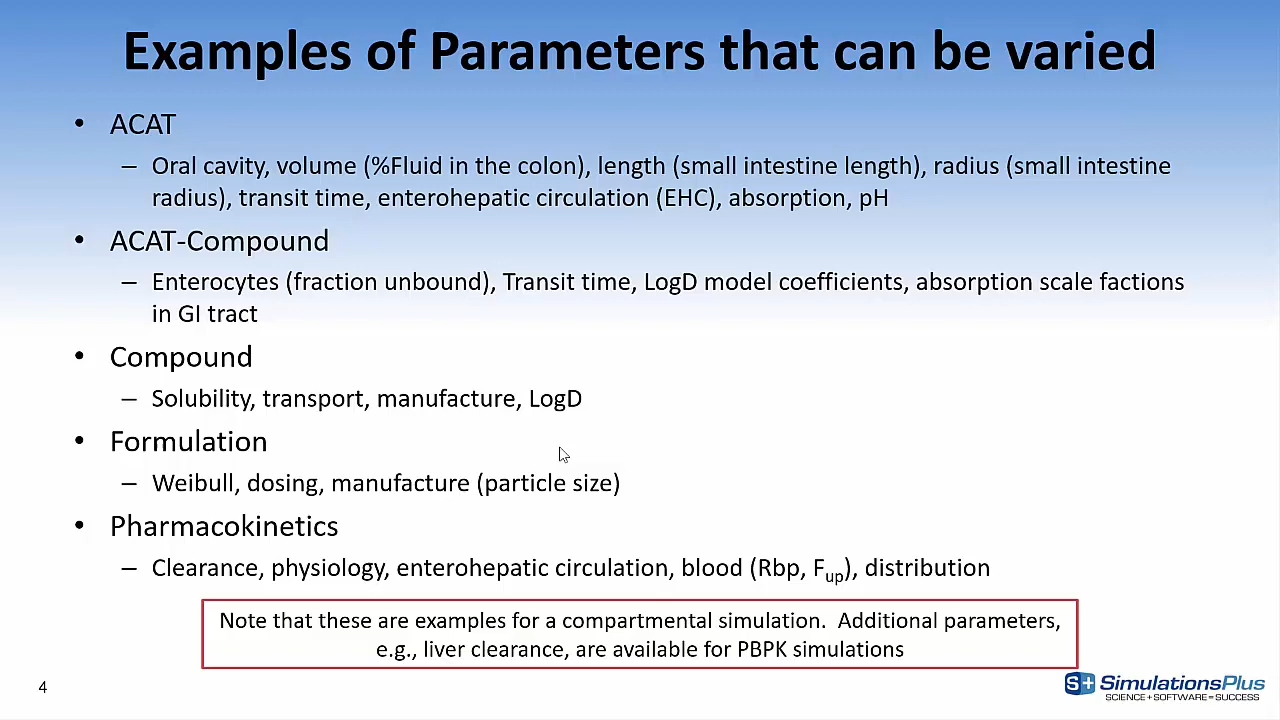 Examples of Parameters that can be varied
• ACAT
– Oral cavity, volume (%Fluid in the colon), length (small intestine length), radius (small intestine
radius), transit time, enterohepatic circulation (EHC), absorption, pH
• ACAT-Compound
– Enterocytes (fraction unbound), Transit time, LogD model coefficients, absorption scale factions
in GI tract
• Compound
– Solubility, transport, manufacture, LogD
• Formulation
– Weibull, dosing, manufacture (particle size)
• Pharmacokinetics
– Clearance, physiology, enterohepatic circulation, blood (Rbp, Fup), distribution
Note that these are examples for a compartmental simulation. Additional parameters,
e.g., liver clearance, are available for PBPK simulations
4
S+ SimulationsPlus
SCIENCE+SOFTWARE=SUCCESS